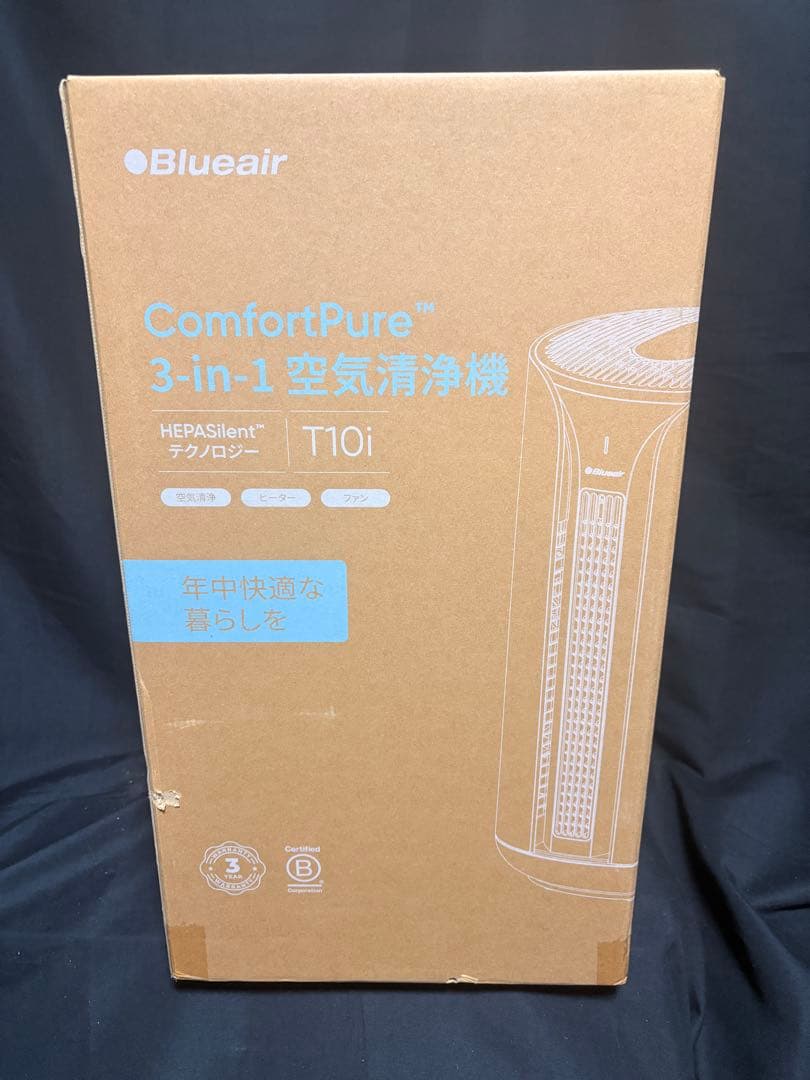 Blueair
ComfortPure™
3-in-1 空気清浄機
HEPASilent™
テクノロジー
T10i
空気清浄
ヒーター
ファン
Blueair
年中快適な
暮らしを
WARRANTY
3
YEAR
WARRANTY
Certified
B
Corporation